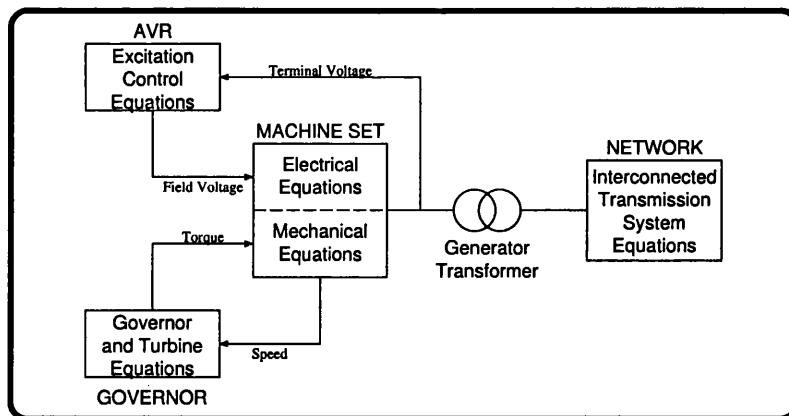 AVR
Excitation
Control
Equations
Terminal Voltage
MACHINE SET
Electrical
Equations
Field Voltage
Mechanical
Equations
Torque
Governor
and Turbine
Equations
GOVERNOR
Speed
Generator
Transformer
NETWORK
Interconnected
Transmission
System
Equations